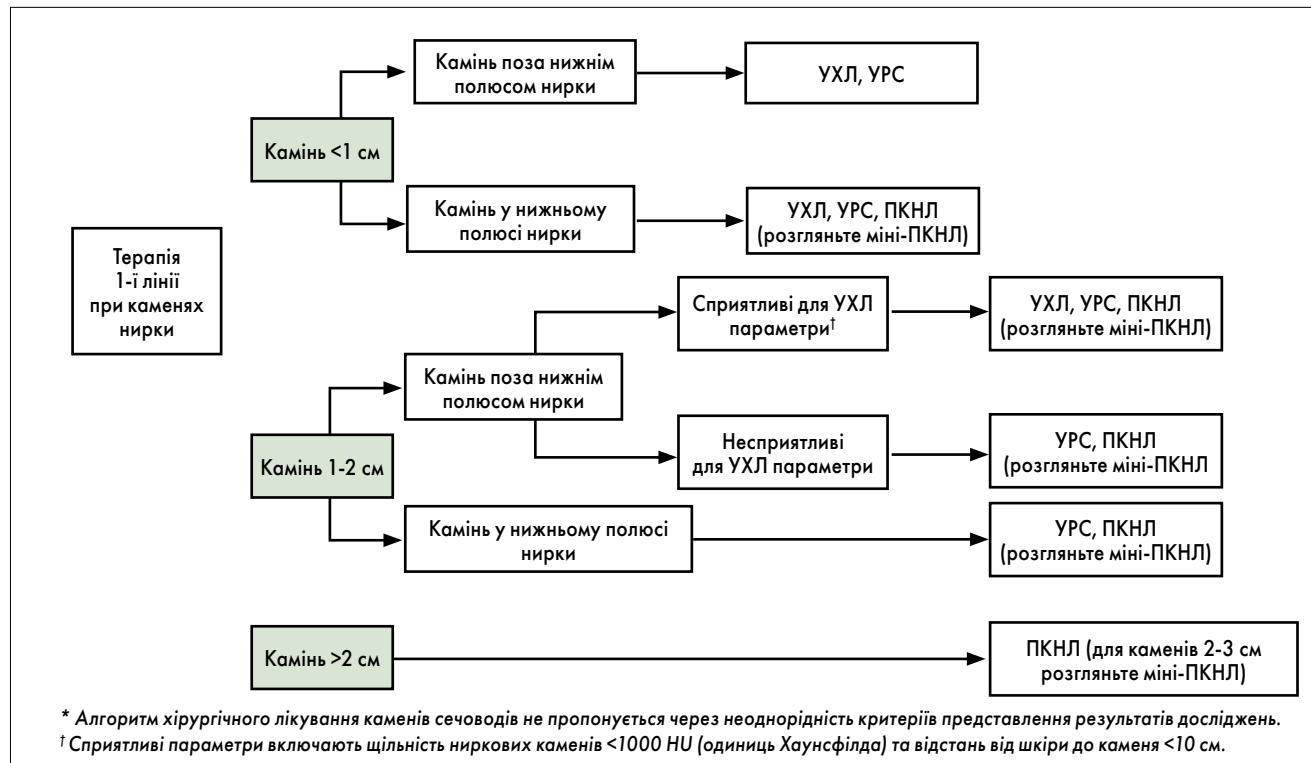 Терапія
1-ї лінії
при каменях
нирки
Камінь <1 см
Камінь поза нижнім
полюсом нирки
УХЛ, УРС
Камінь у нижньому
полюсі нирки
УХЛ, УРС, ПКНЛ
(розгляньте міні-ПКНЛ)
Камінь 1-2 см
Камінь поза нижнім
полюсом нирки
Сприятливі для УХЛ
параметри†
УХЛ, УРС, ПКНЛ
(розгляньте міні-ПКНЛ)
Несприятливі
для УХЛ параметри
УРС, ПКНЛ
(розгляньте міні-ПКНЛ
Камінь у нижньому полюсі
нирки
УРС, ПКНЛ
(розгляньте міні-ПКНЛ)
Камінь >2 см
ПКНЛ (для каменів 2-3 см
розгляньте міні-ПКНЛ)
* Алгоритм хірургічного лікування каменів сечоводів не пропонується через неоднорідність критеріїв представлення результатів досліджень.
† Сприятливі параметри включають щільність ниркових каменів <1000 HU (одиниць Хаунсфілда) та відстань від шкіри до каменя <10 см.